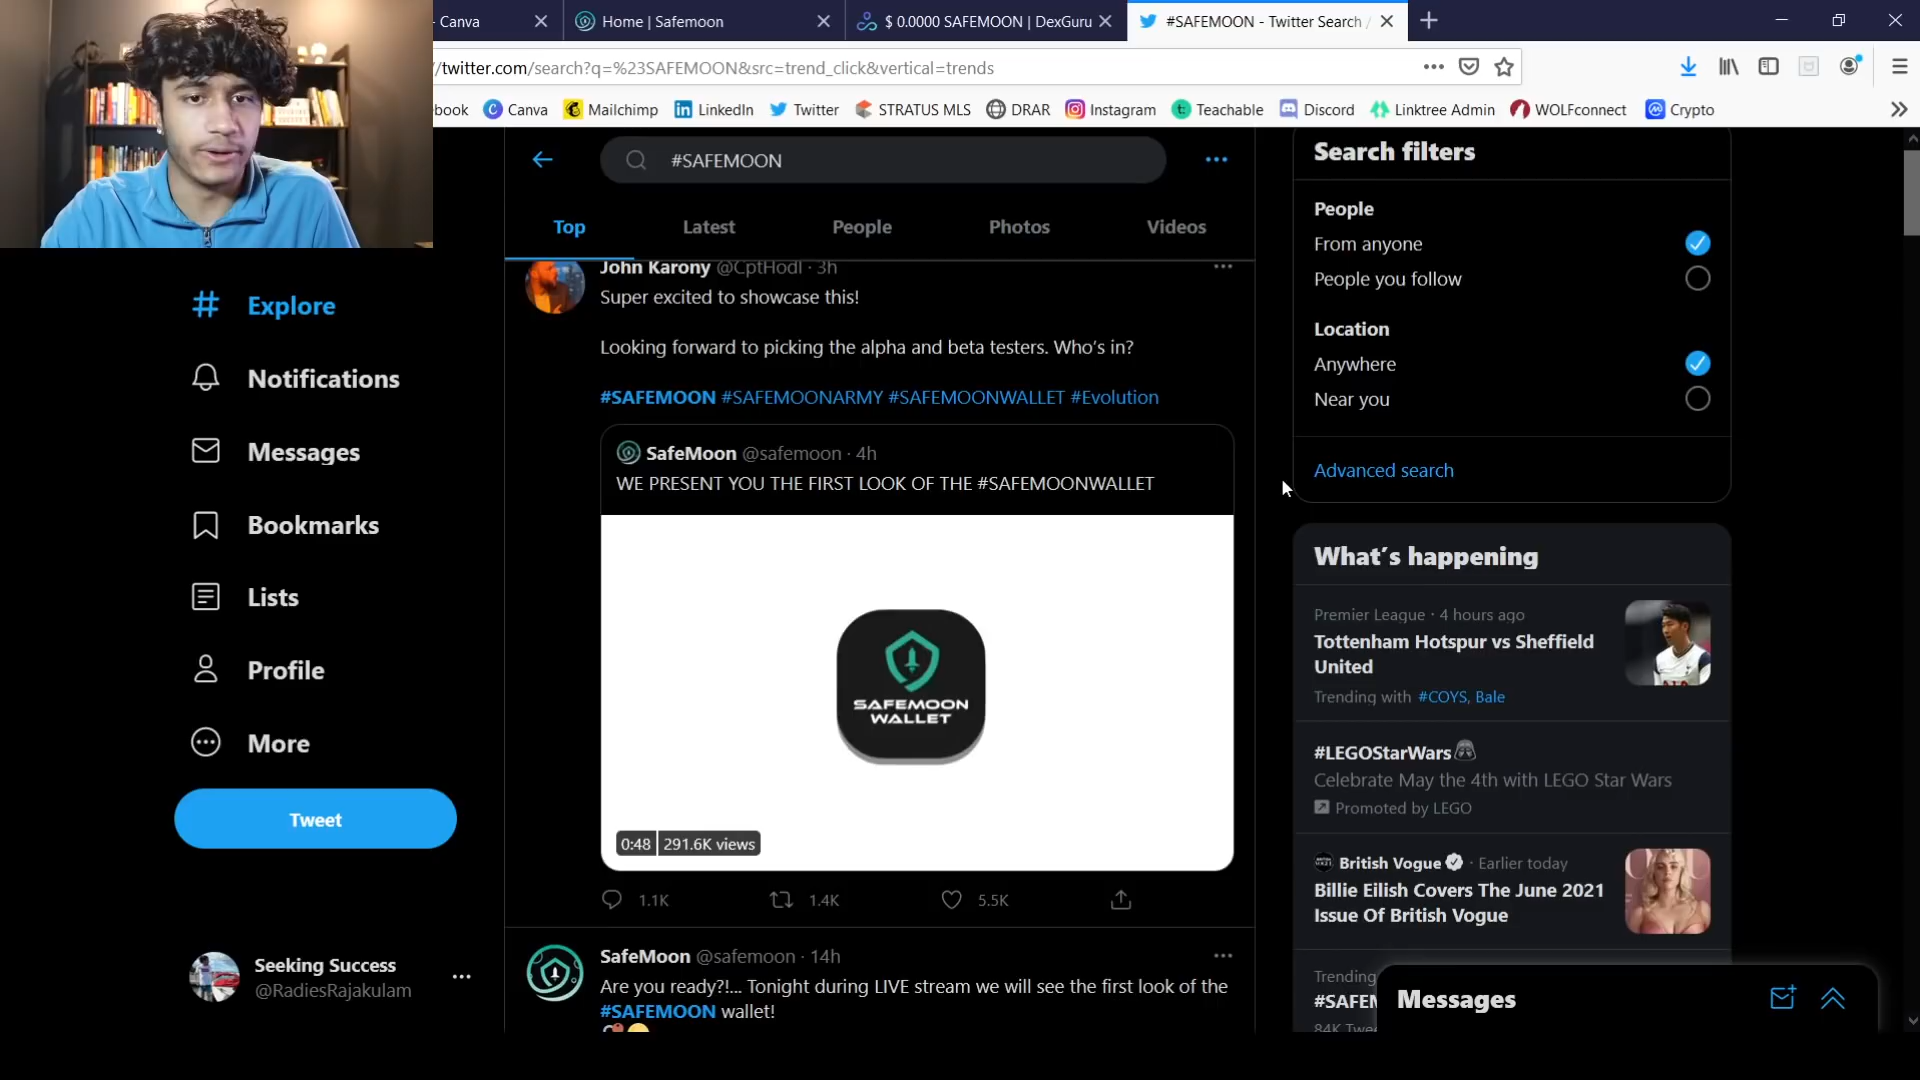 - Canva
Home | Safemoon
$ 0.0000 SAFEMOON | DexGuru
#SAFEMOON - Twitter Search /
/twitter.com/search?q=%23SAFEMOON&src=trend_click&vertical=trends
book
Canva
Mailchimp
LinkedIn
Twitter
STRATUS MLS
DRAR
Instagram
Teachable
Discord
Linktree Admin
WOLFconnect
Crypto
#SAFEMOON
Top
Latest
People
Photos
Videos
Explore
Notifications
Messages
Bookmarks
Lists
Profile
More
Tweet
Seeking Success
@RadiesRajakulam
John Karony @CptHodl · 3h
Super excited to showcase this!
Looking forward to picking the alpha and beta testers. Who's in?
#SAFEMOON #SAFEMOONARMY #SAFEMOONWALLET #Evolution
SafeMoon @safemoon · 4h
WE PRESENT YOU THE FIRST LOOK OF THE #SAFEMOONWALLET
SAFEMOON
WALLET
0:48 291.6K views
1.1K
1.4K
5.5K
SafeMoon @safemoon · 14h
Are you ready?!... Tonight during LIVE stream we will see the first look of the
#SAFEMOON wallet!
Search filters
People
From anyone
People you follow
Location
Anywhere
Near you
Advanced search
What's happening
Premier League · 4 hours ago
Tottenham Hotspur vs Sheffield
United
Trending with #COYS, Bale
#LEGOStarWars
Celebrate May the 4th with LEGO Star Wars
Promoted by LEGO
British Vogue · Earlier today
Billie Eilish Covers The June 2021
Issue Of British Vogue
Trending
#SAFEM
84K Twee
Messages